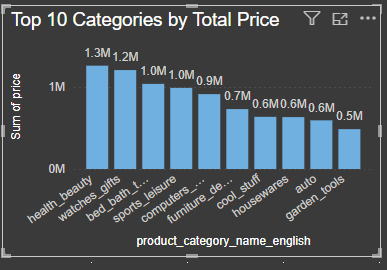 Top 10 Categories by Total Price
Sum of price
1M
0M
1.3M
1.2M
1.0M
1.0M
0.9M
0.7M
0.6M
0.6M
0.6M
0.5M
health_beauty
watches_gifts
bed_bath_t...
sports_leisure
computers_...
furniture_de...
cool_stuff
housewares
auto
garden_tools
product_category_name_english